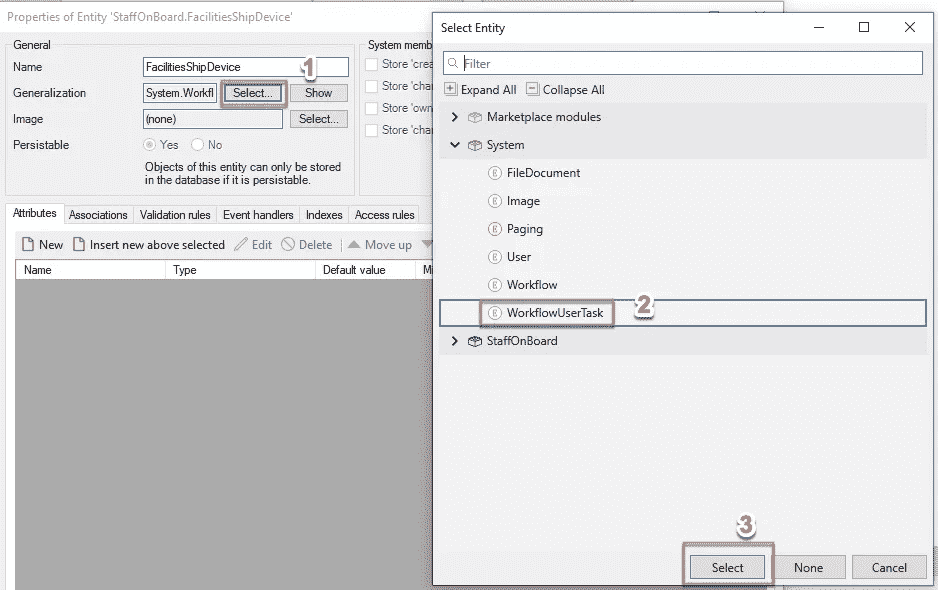 Properties of Entity 'StaffOnBoard.FacilitiesShipDevice'
General
Name
FacilitiesShipDevice
1
Generalization
System.Workfl
Select...
Show
Image
(none)
Select...
Persistable
Yes
No
Objects of this entity can only be stored
in the database if it is persistable.
System memb
Store 'crea
Store 'char
Store 'own
Store 'char
Attributes
Associations
Validation rules
Event handlers
Indexes
Access rules
New
Insert new above selected
Edit
Delete
Move up
Name
Type
Default value
Select Entity
Filter
Expand All
Collapse All
Marketplace modules
System
FileDocument
Image
Paging
User
Workflow
WorkflowUserTask
2
StaffOnBoard
3
Select
None
Cancel